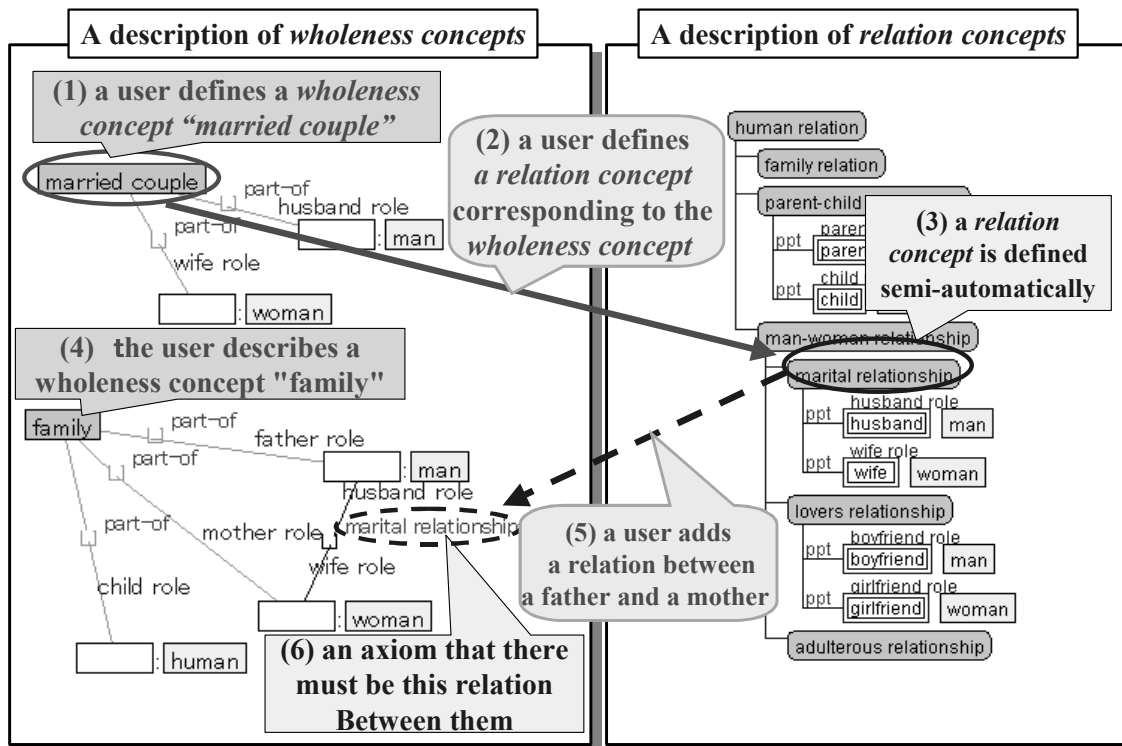 A description of wholeness concepts
(1) a user defines a wholeness
concept “married couple”
married couple
part-of
husband role
: man
part-of
wife role
: woman
(4) the user describes a
wholeness concept "family"
family
part-of
father role
: man
part-of
husband role
mother role
marital relationship
wife role
part-of
child role
: woman
: human
(6) an axiom that there
must be this relation
Between them
(2) a user defines
a relation concept
corresponding to the
wholeness concept
(5) a user adds
a relation between
a father and a mother
A description of relation concepts
human relation
family relation
parent-child
(3) a relation
concept is defined
semi-automatically
ppt
paren
paren
ppt
child
child
man-woman relationship
marital relationship
ppt
husband role
husband
man
ppt
wife role
wife
woman
lovers relationship
ppt
boyfriend role
boyfriend
man
ppt
girlfriend role
girlfriend
woman
adulterous relationship